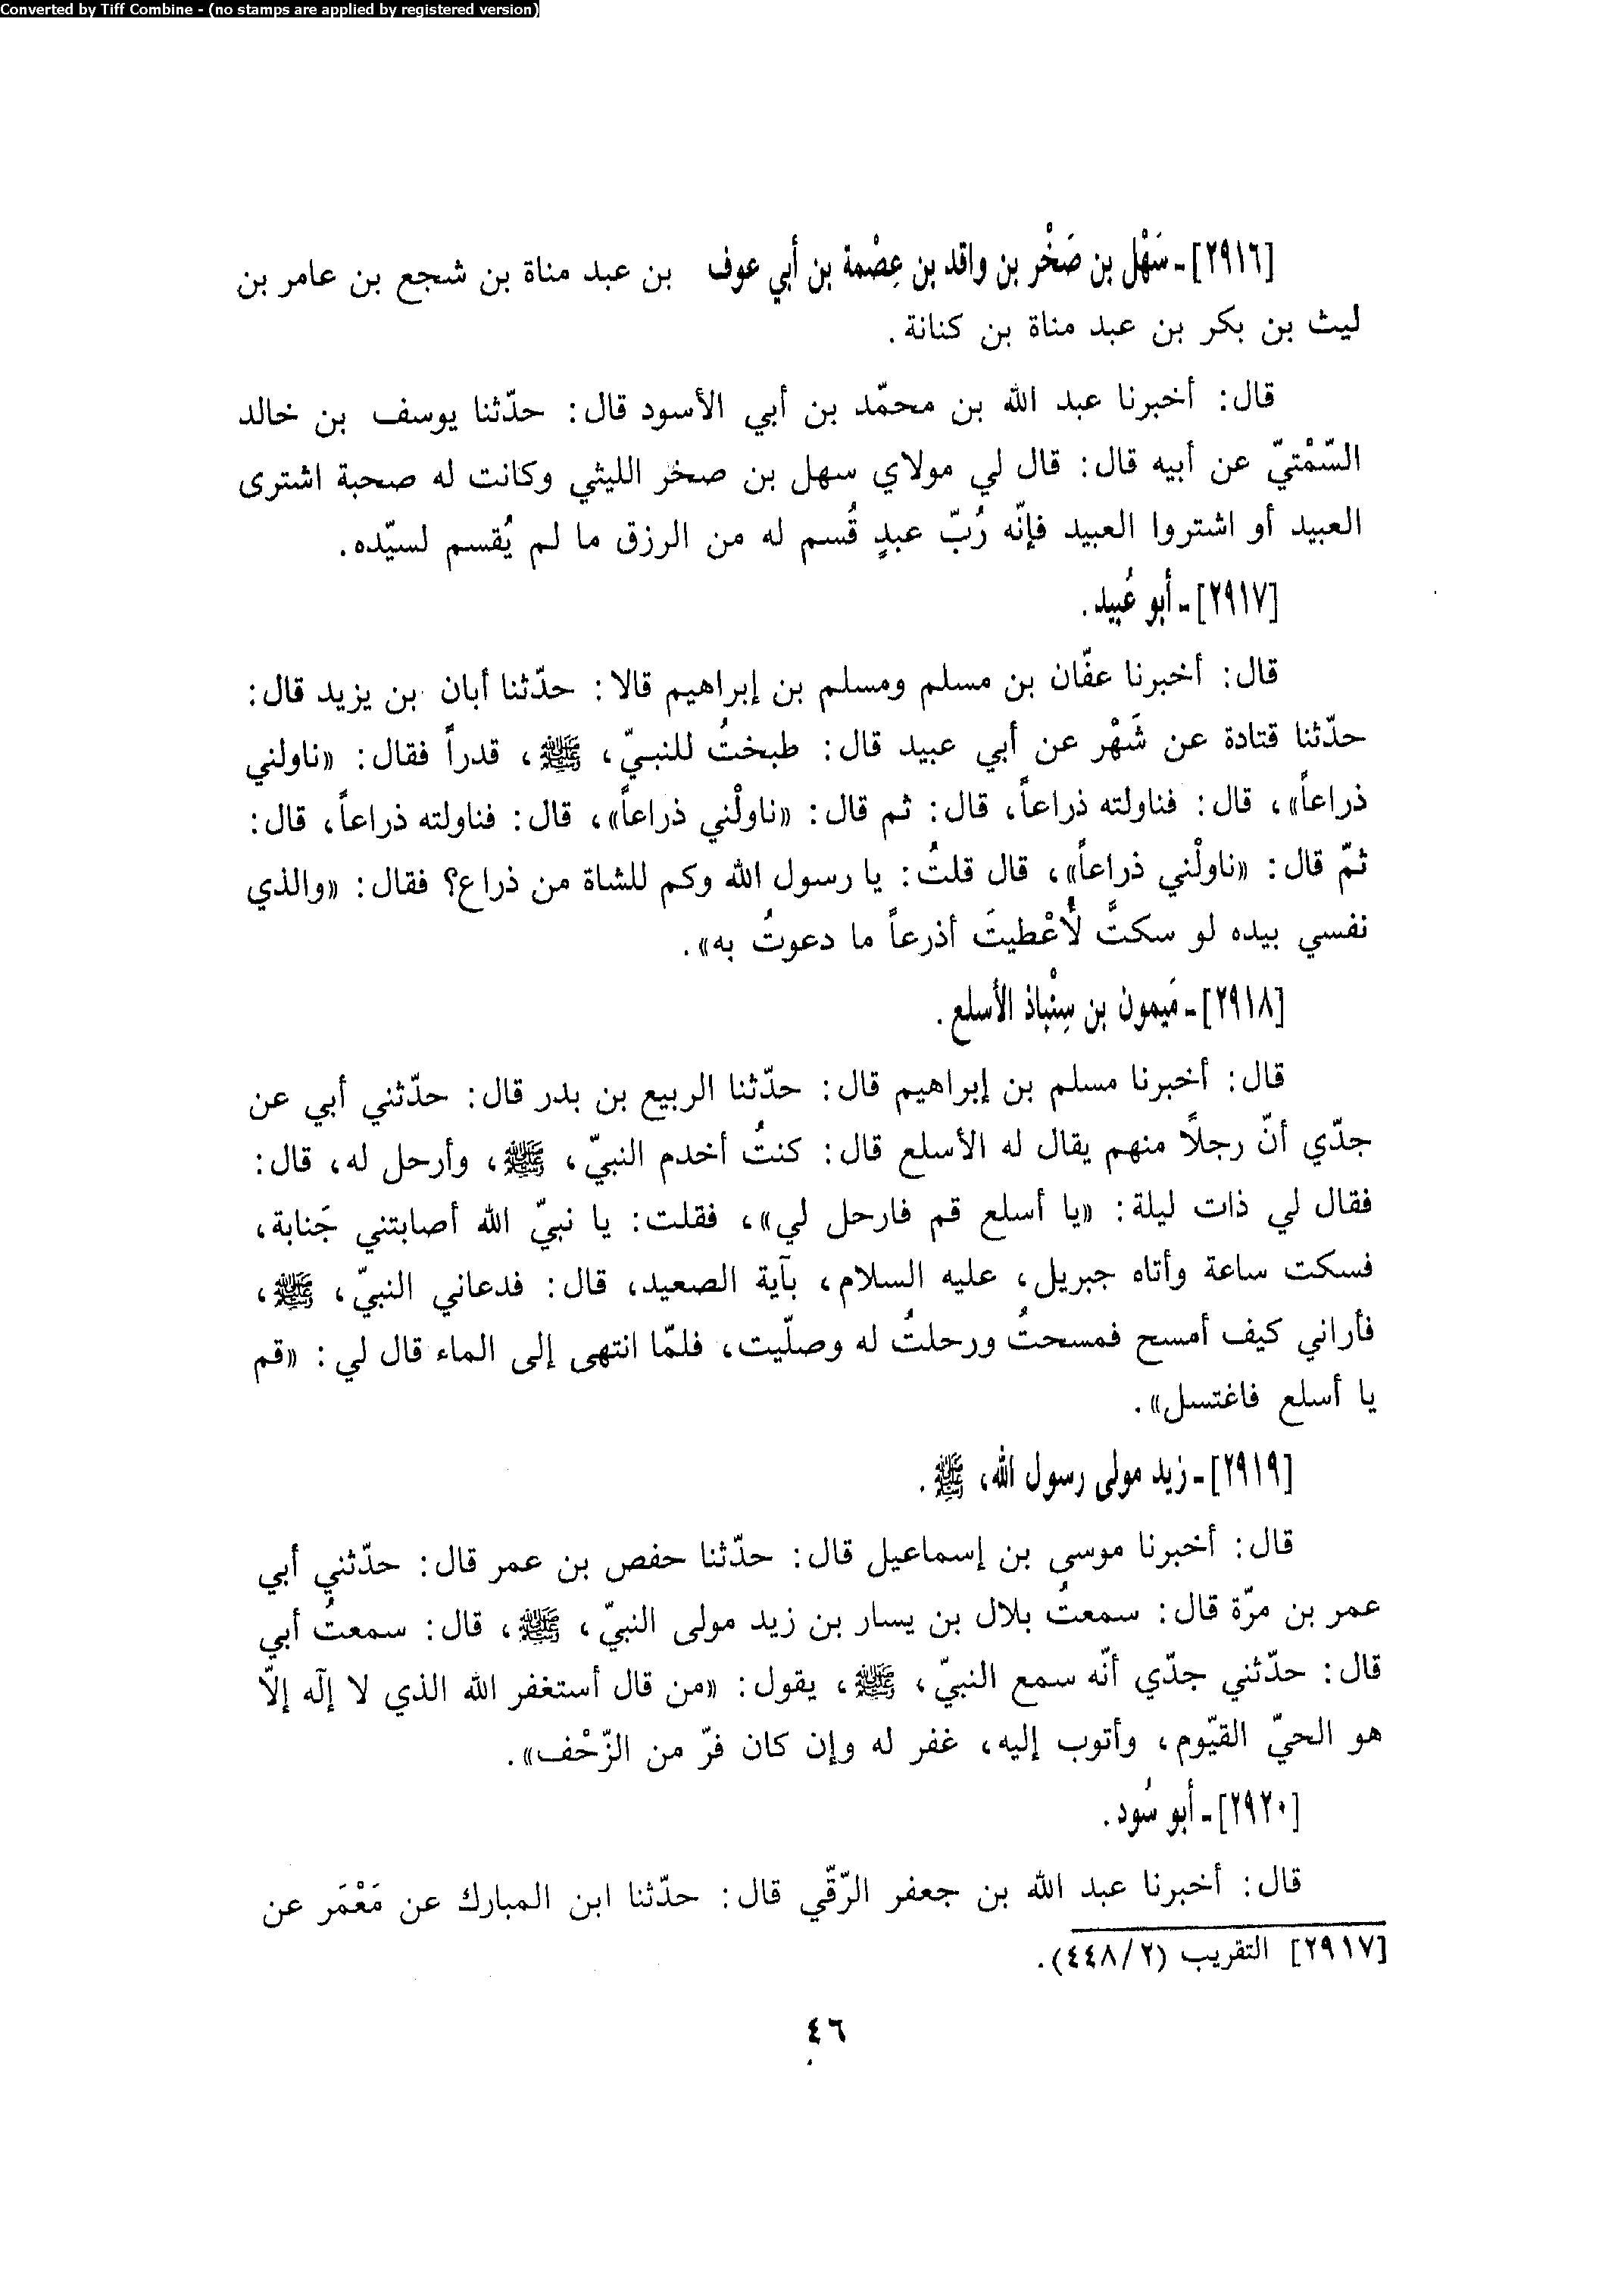 Converted by Tiff Combine - (no stamps are applied by registered version)
[٢٩١٦] ـ سَهْل بن صَخْر بن واقد بن عِصْمة بن أبي عوف بن عبد مناة بن شجع بن عامر بن
ليث بن بكر بن عبد مناة بن كنانة.
قال: أخبرنا عبد الله بن محمّد بن أبي الأسود قال: حدّثنا يوسف بن خالد
السّمْتيّ عن أبيه قال: قال لي مولاي سهل بن صخر الليثي وكانت له صحبة اشترى
العبيد أو اشتروا العبيد فإنّه رُبّ عبدٍ قُسم له من الرزق ما لم يُقسم لسيّده.
[٢٩١٧] ـ أبو عُبيد.
قال: أخبرنا عفّان بن مسلم ومسلم بن إبراهيم قالا: حدّثنا أبان بن يزيد قال:
حدّثنا قتادة عن شَهْر عن أبي عبيد قال: طبختُ للنبيّ، ﷺ، قدراً فقال: «ناولني
ذراعاً»، قال: فناولته ذراعاً، قال: ثم قال: «ناولْني ذراعاً»، قال: فناولته ذراعاً، قال:
ثمّ قال: «ناولْني ذراعاً»، قال قلتُ: يا رسول الله وكم للشاة من ذراع؟ فقال: «والذي
نفسي بيده لو سكتَّ لأُعْطيتَ أذرعاً ما دعوتُ به».
[٢٩١٨] ـ مَيمون بن سِنْباذ الأسلع.
قال: أخبرنا مسلم بن إبراهيم قال: حدّثنا الربيع بن بدر قال: حدّثني أبي عن
جدّي أنّ رجلًا منهم يقال له الأسلع قال: كنتُ أخدم النبيّ، ﷺ، وأرحل له، قال:
فقال لي ذات ليلة: «يا أسلع قم فارحل لي»، فقلت: يا نبيّ الله أصابتني جَنابة،
فسكت ساعة وأتاه جبريل، عليه السلام، بآية الصعيد، قال: فدعاني النبيّ، ﷺ،
فأراني كيف أمسح فمسحتُ ورحلتُ له وصلّيت، فلمّا انتهى إلى الماء قال لي: «قم
يا أسلع فاغتسل».
[٢٩١٩] ـ زيد مولى رسول الله، ﷺ.
قال: أخبرنا موسى بن إسماعيل قال: حدّثنا حفص بن عمر قال: حدّثني أبي
عمر بن مرّة قال: سمعتُ بلال بن يسار بن زيد مولى النبيّ، ﷺ، قال: سمعتُ أبي
قال: حدّثني جدّي أنّه سمع النبيّ، ﷺ، يقول: «من قال أستغفر الله الذي لا إلَه إلّا
هو الحيّ القيّوم، وأتوب إليه، غفر له وإن كان فرّ من الزّحْف».
[٢٩٢٠] ـ أبو سُود.
قال: أخبرنا عبد الله بن جعفر الرّقّي قال: حدّثنا ابن المبارك عن مَعْمَر عن
[٢٩١٧] التقريب (٤٤٨/٢).
٤٦